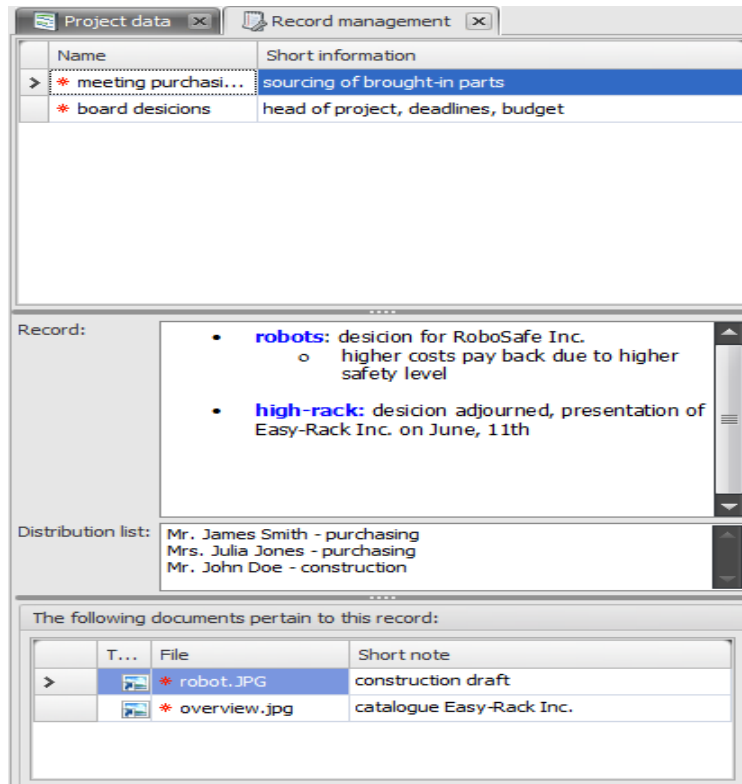 Project data
Record management
Name Short information
* meeting purchasi... sourcing of brought-in parts
* board desicions head of project, deadlines, budget
Record:
• robots: desicion for RoboSafe Inc.
o higher costs pay back due to higher
safety level
• high-rack: desicion adjourned, presentation of
Easy-Rack Inc. on June, 11th
Distribution list:
Mr. James Smith - purchasing
Mrs. Julia Jones - purchasing
Mr. John Doe - construction
The following documents pertain to this record:
T... File Short note
* robot.JPG construction draft
* overview.jpg catalogue Easy-Rack Inc.